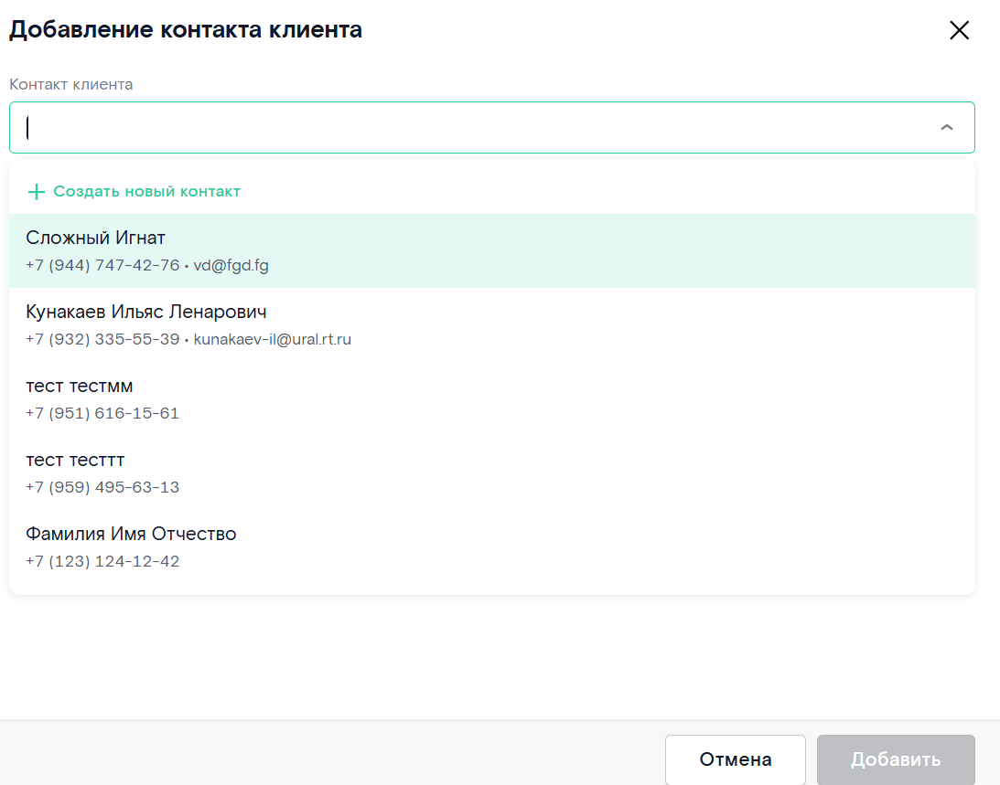 Добавление контакта клиента
Контакт клиента
Создать новый контакт
Сложный Игнат
+7 (944) 747-42-76 • vd@fgd.fg
Кунакаев Ильяс Ленарович
+7 (932) 335-55-39 • kunakaev-il@ural.rt.ru
тест тестмм
+7 (951) 616-15-61
тест тесттт
+7 (959) 495-63-13
Фамилия Имя Отчество
+7 (123) 124-12-42
Отмена
Добавить